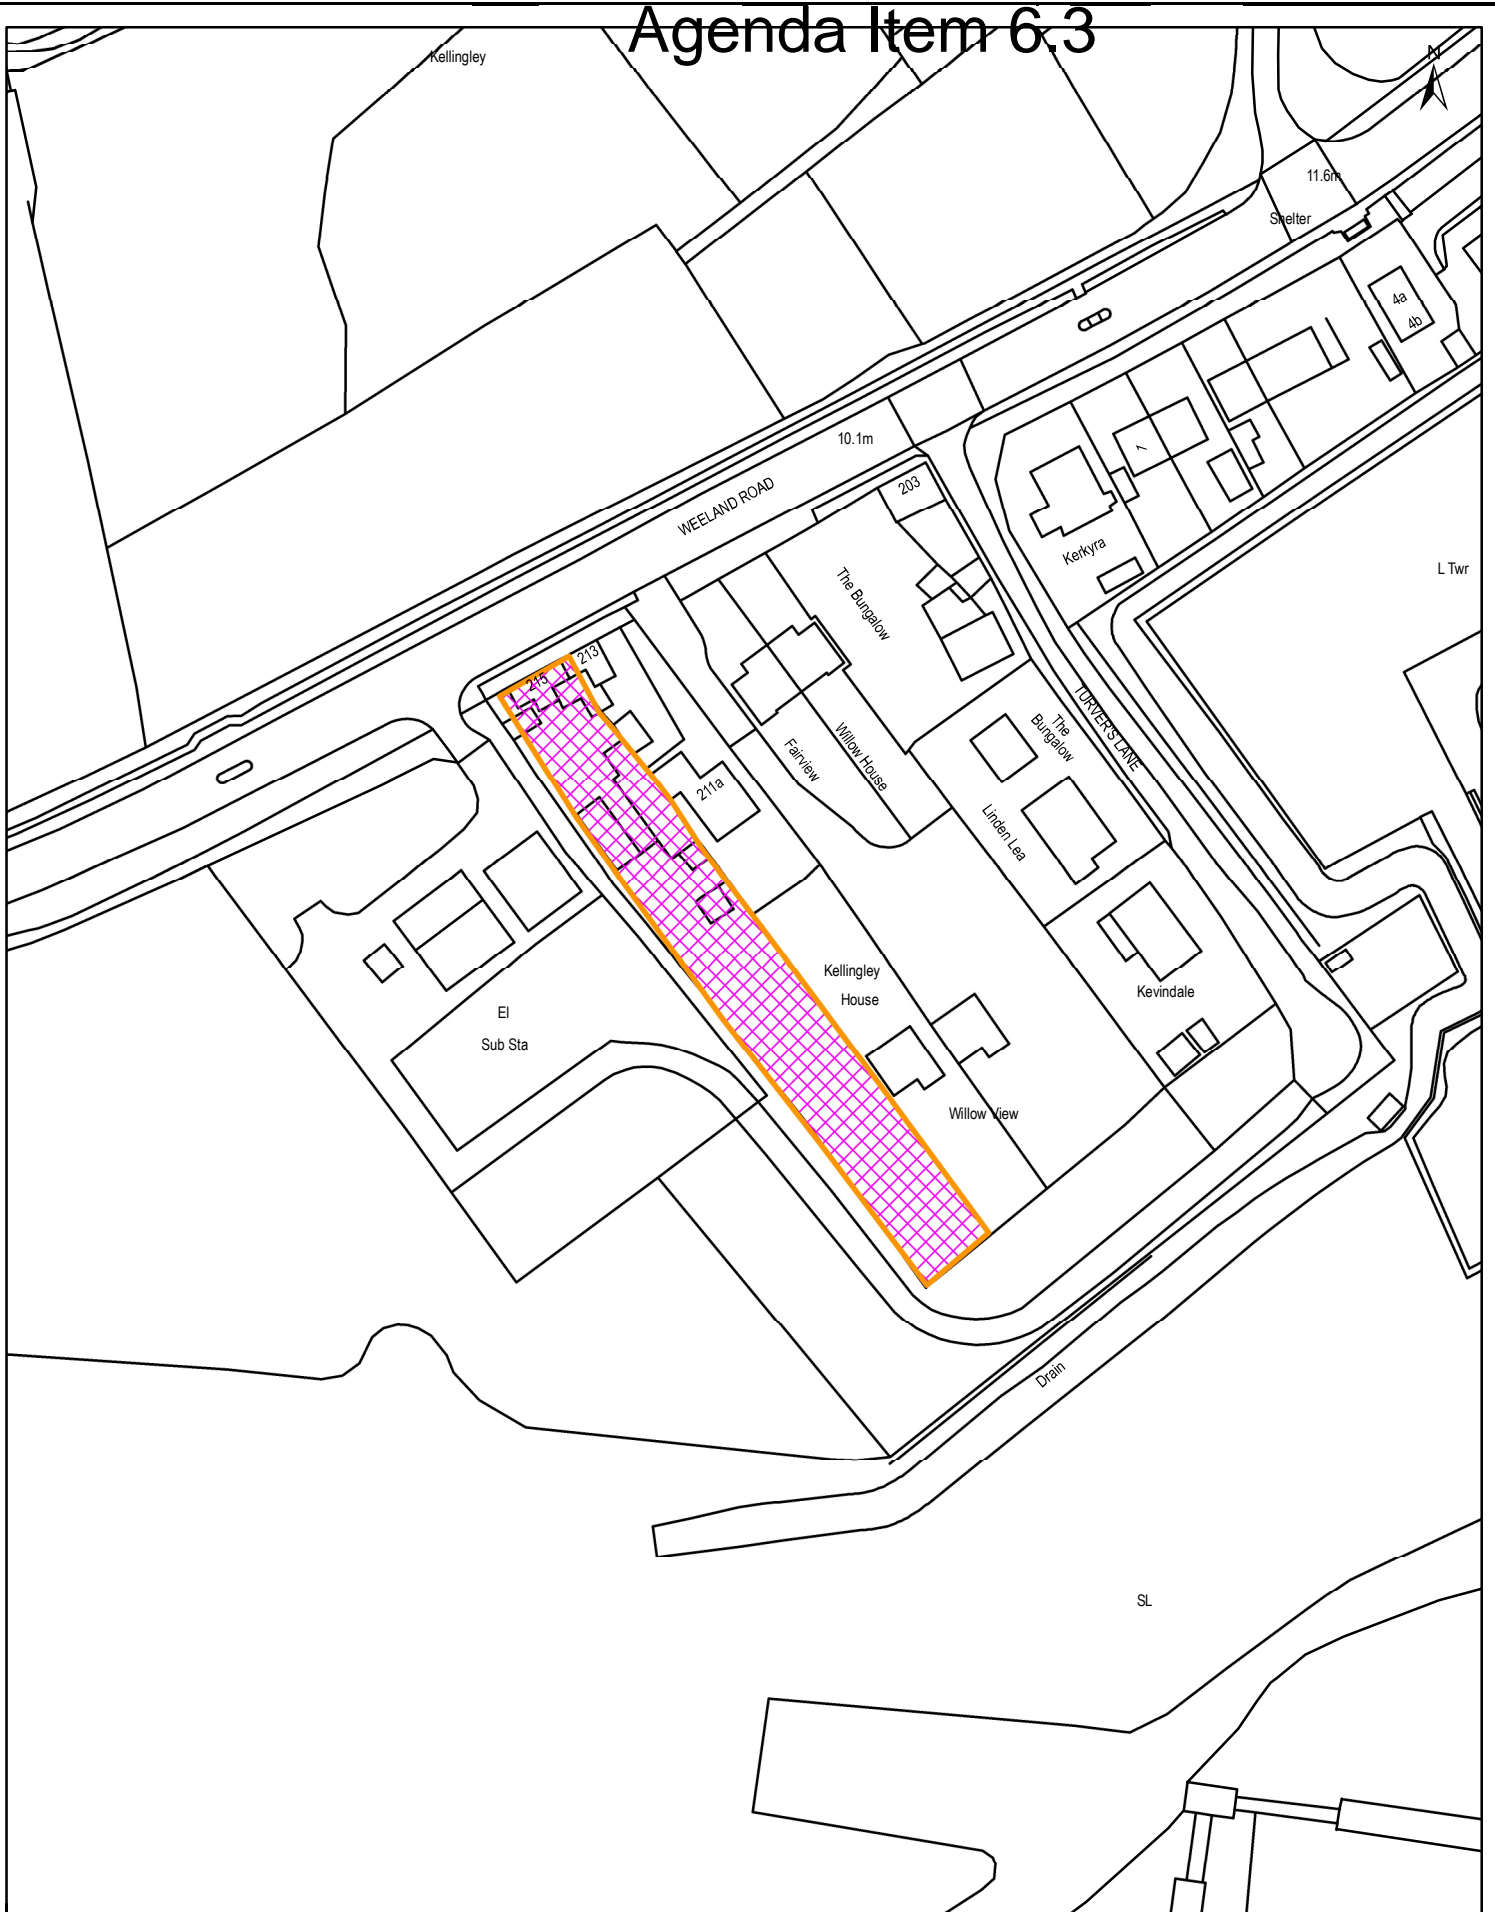 Agenda Item 6.3
Kellingley
N
11.6m
Shelter
4a
4b
10.1m
7
203
WEELAND ROAD
Kerkyra
L Twr
The Bungalow
213
215
TURVER'S LANE
The
Bungalow
Willow House
Fairview
211a
Linden Lea
Kellingley
House
Kevindale
El
Sub Sta
Willow View
Drain
SL